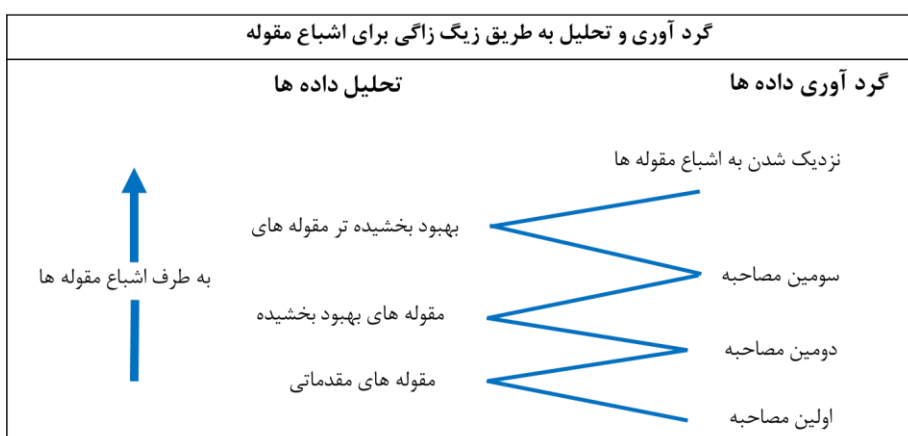 گرد آوری و تحلیل به طریق زیگ زاگی برای اشباع مقوله
گرد آوری داده ها
تحلیل داده ها
نزدیک شدن به اشباع مقوله ها
بهبود بخشیده تر مقوله های
سومین مصاحبه
به طرف اشباع مقوله ها
مقوله های بهبود بخشیده
دومین مصاحبه
مقوله های مقدماتی
اولین مصاحبه